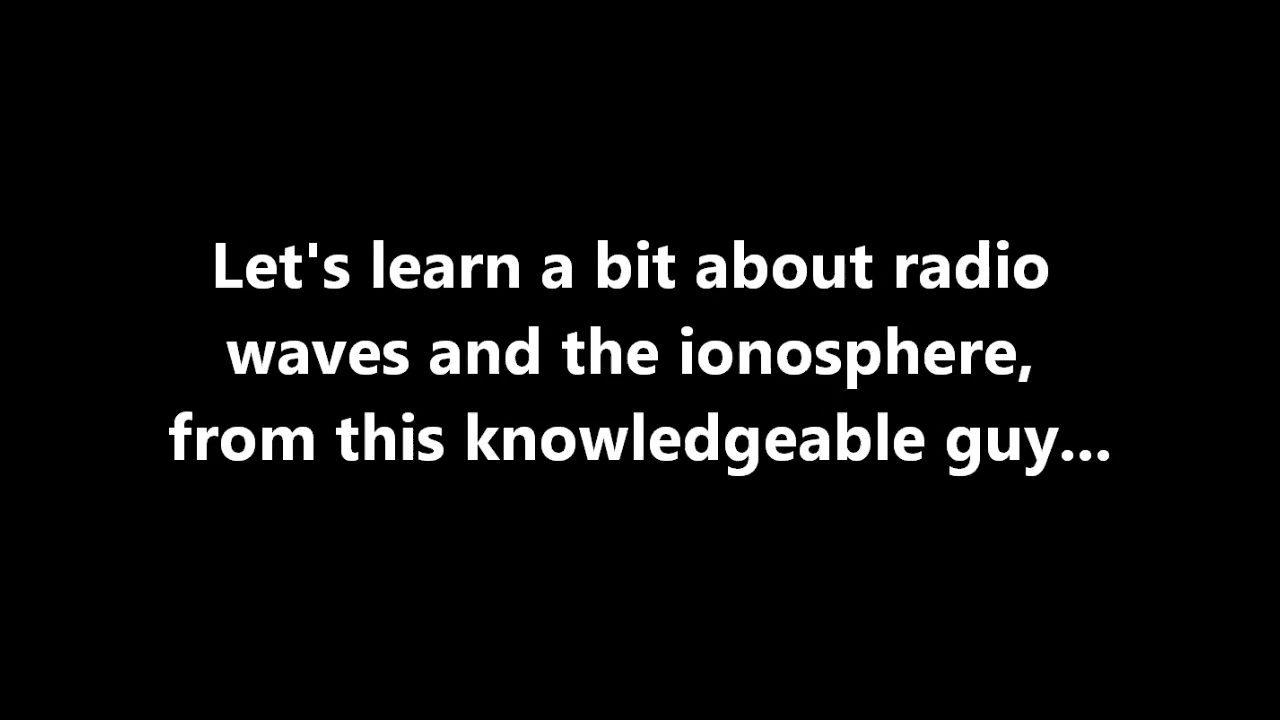 Let's learn a bit about radio
waves and the ionosphere,
from this knowledgeable guy...